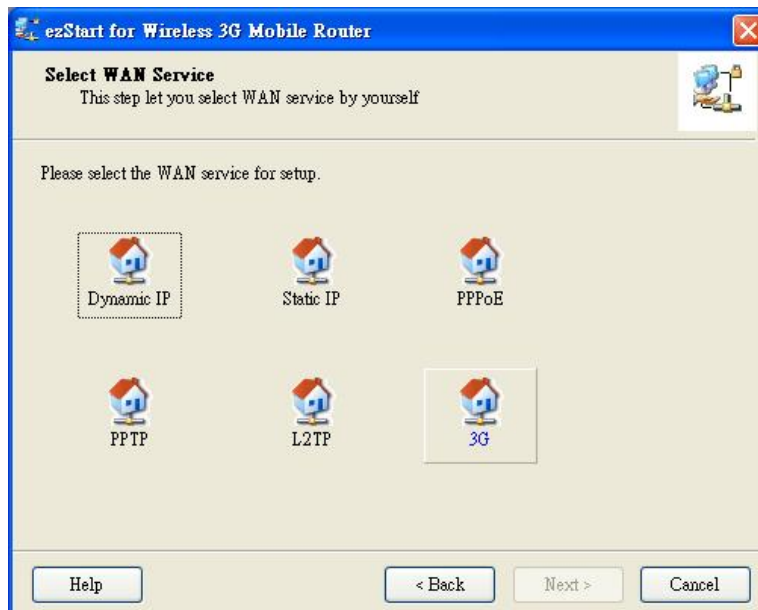 ezStart for Wireless 3G Mobile Router
Select WAN Service
This step let you select WAN service by yourself
Please select the WAN service for setup.
Dynamic IP
Static IP
PPPoE
PPTP
L2TP
3G
Help
< Back
Next >
Cancel